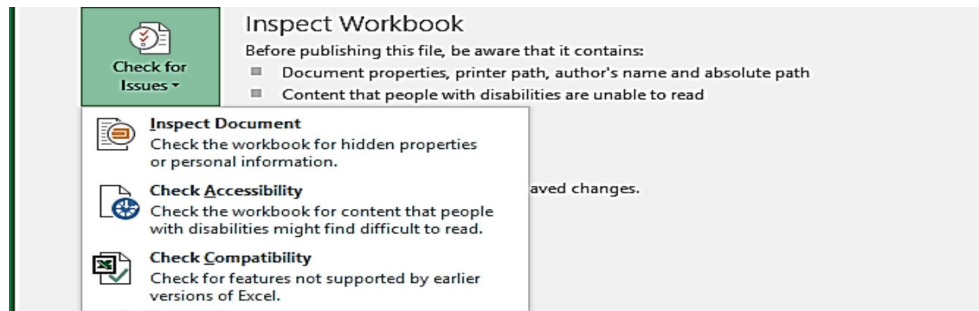 Inspect Workbook
Before publishing this file, be aware that it contains:
Document properties, printer path, author's name and absolute path
Content that people with disabilities are unable to read
Check for
Issues
Inspect Document
Check the workbook for hidden properties
or personal information.
Check Accessibility
Check the workbook for content that people
with disabilities might find difficult to read.
aved changes.
Check Compatibility
Check for features not supported by earlier
versions of Excel.